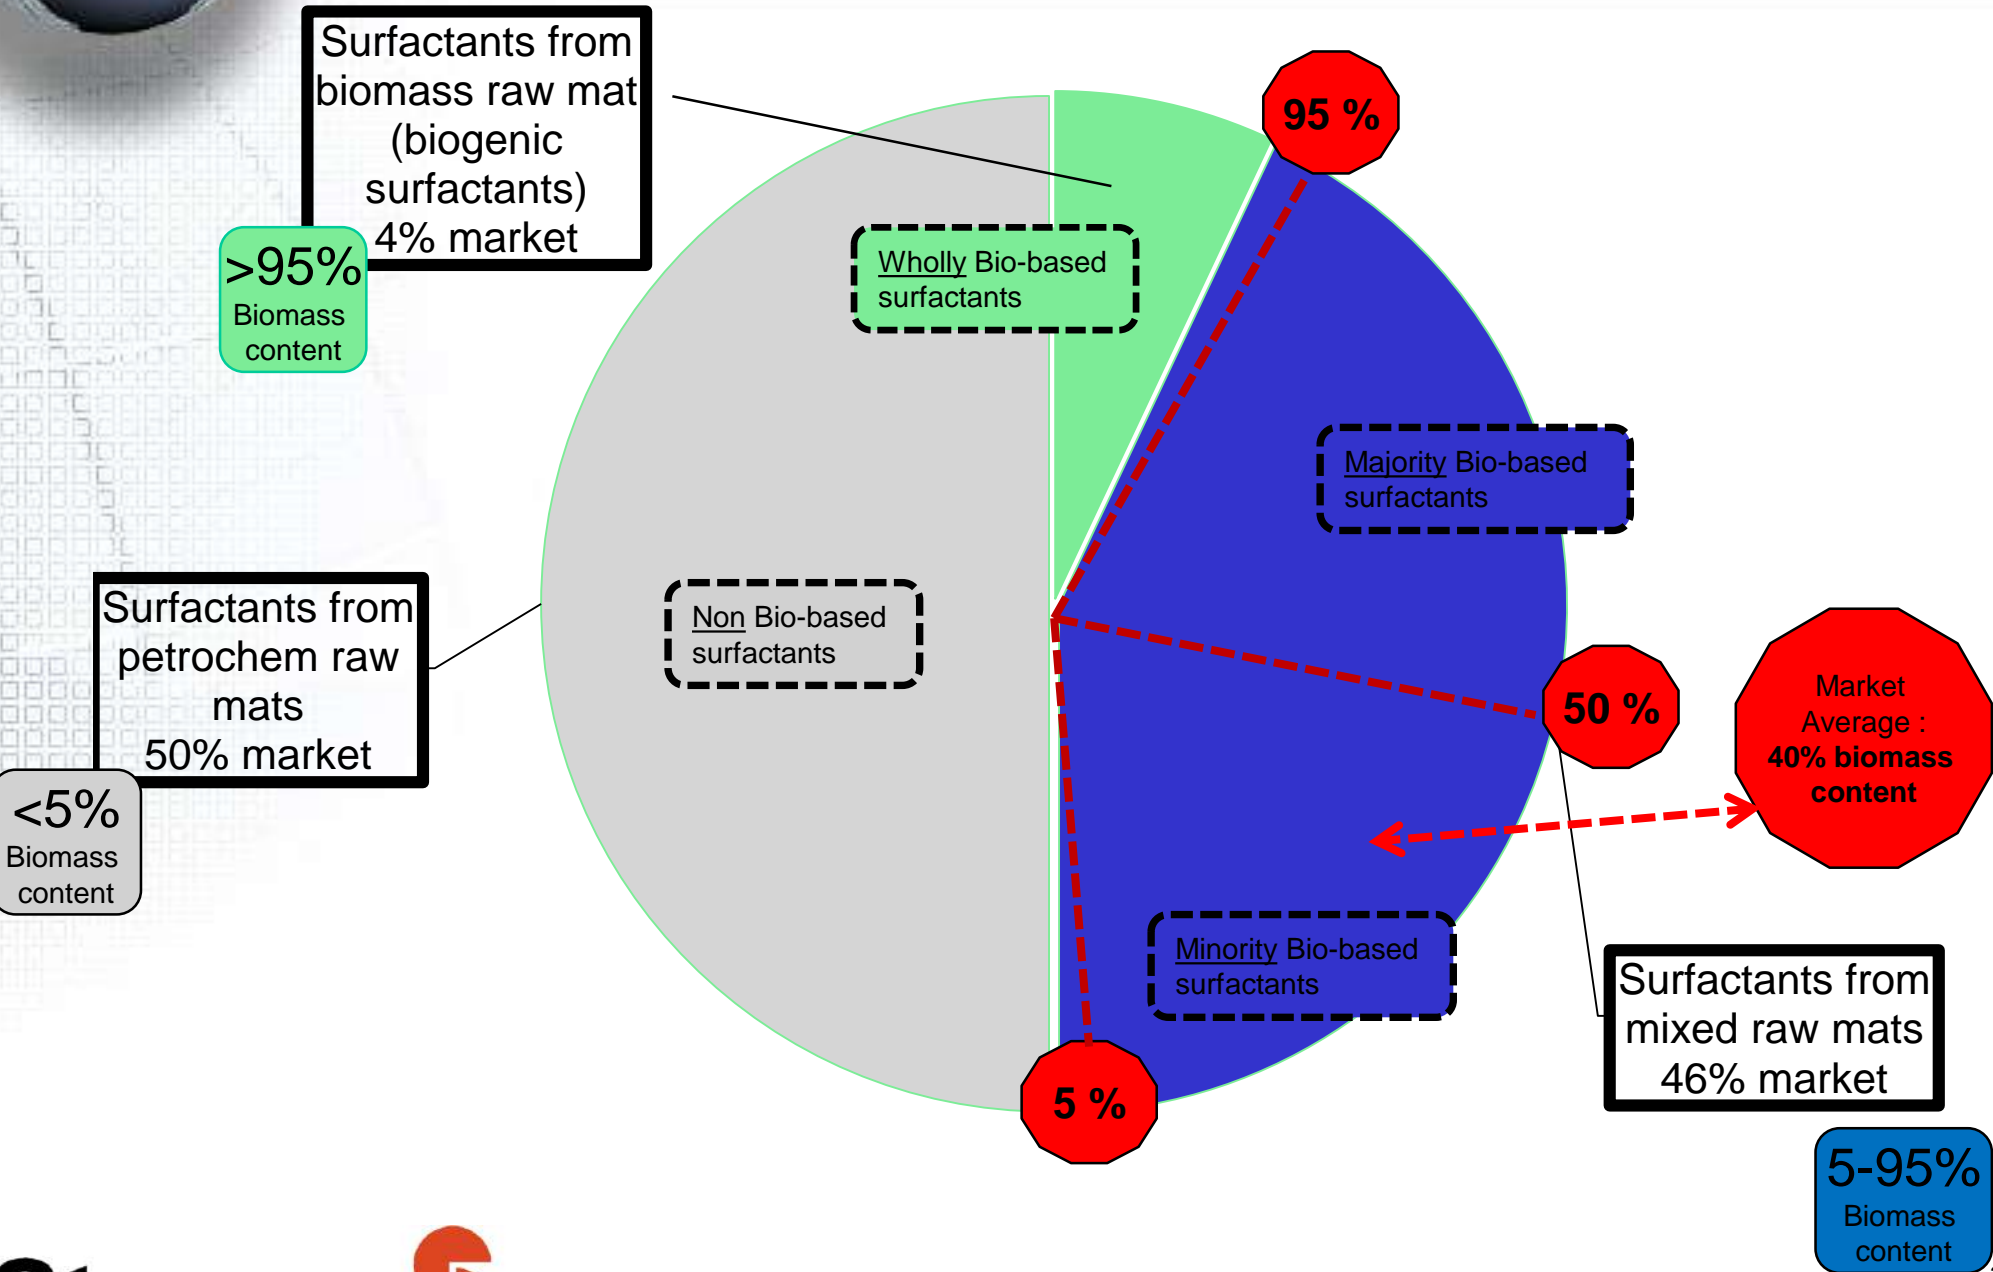 Surfactants from
biomass raw mat
(biogenic
surfactants)
4% market
>95%
Biomass
content
95 %
Wholly Bio-based
surfactants
Majority Bio-based
surfactants
Non Bio-based
surfactants
Surfactants from
petrochem raw
mats
50% market
<5%
Biomass
content
50 %
Market
Average :
40% biomass
content
Minority Bio-based
surfactants
5 %
Surfactants from
mixed raw mats
46% market
5-95%
Biomass
content